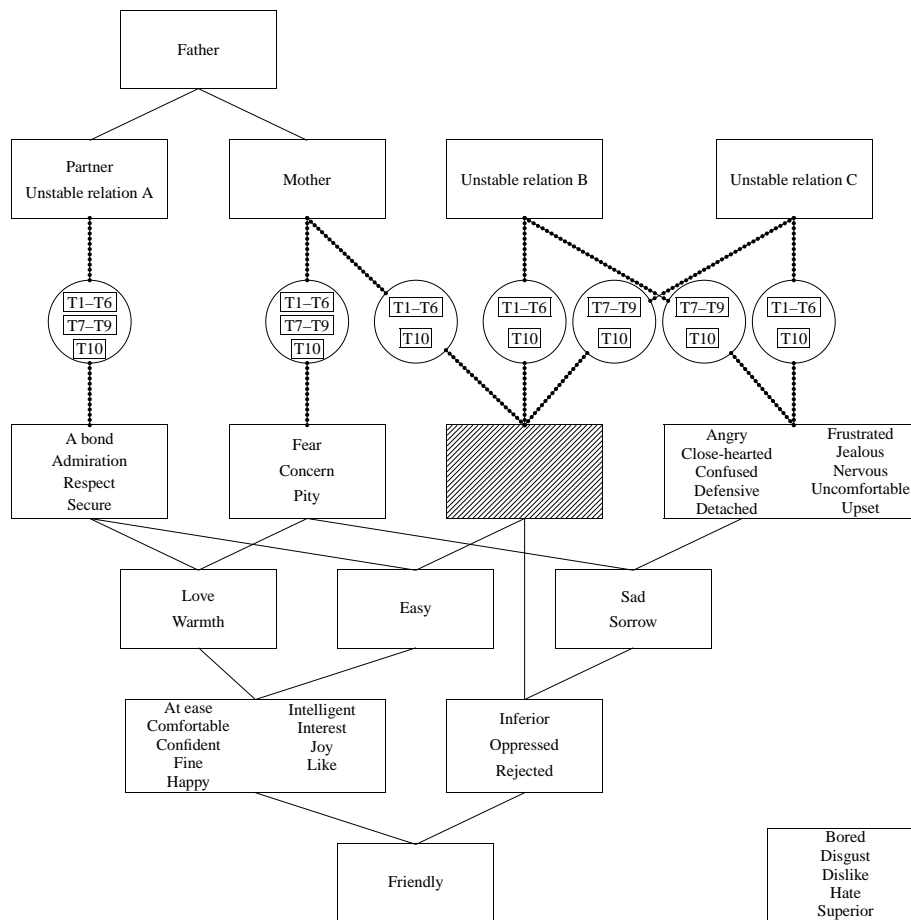 Father
Partner
Unstable relation A
Mother
Unstable relation B
Unstable relation C
T1–T6
T7–T9
T10
T1–T6
T7–T9
T10
T1–T6
T10
T1–T6
T10
T7–T9
T10
T7–T9
T10
T1–T6
T10
A bond
Admiration
Respect
Secure
Fear
Concern
Pity
Angry
Close-hearted
Confused
Defensive
Detached
Frustrated
Jealous
Nervous
Uncomfortable
Upset
Love
Warmth
Easy
Sad
Sorrow
At ease
Comfortable
Confident
Fine
Happy
Intelligent
Interest
Joy
Like
Inferior
Oppressed
Rejected
Friendly
Bored
Disgust
Dislike
Hate
Superior